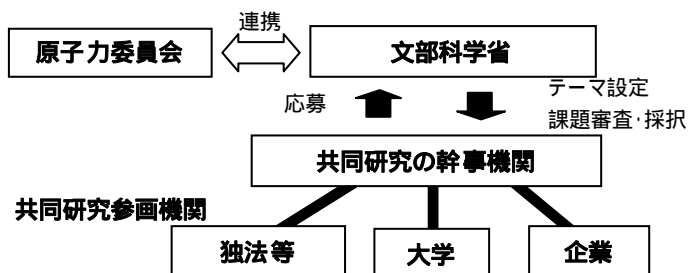 連携
原子力委員会
文部科学省
応募
テーマ設定
課題審査・採択
共同研究の幹事機関
共同研究参画機関
独法等
大学
企業